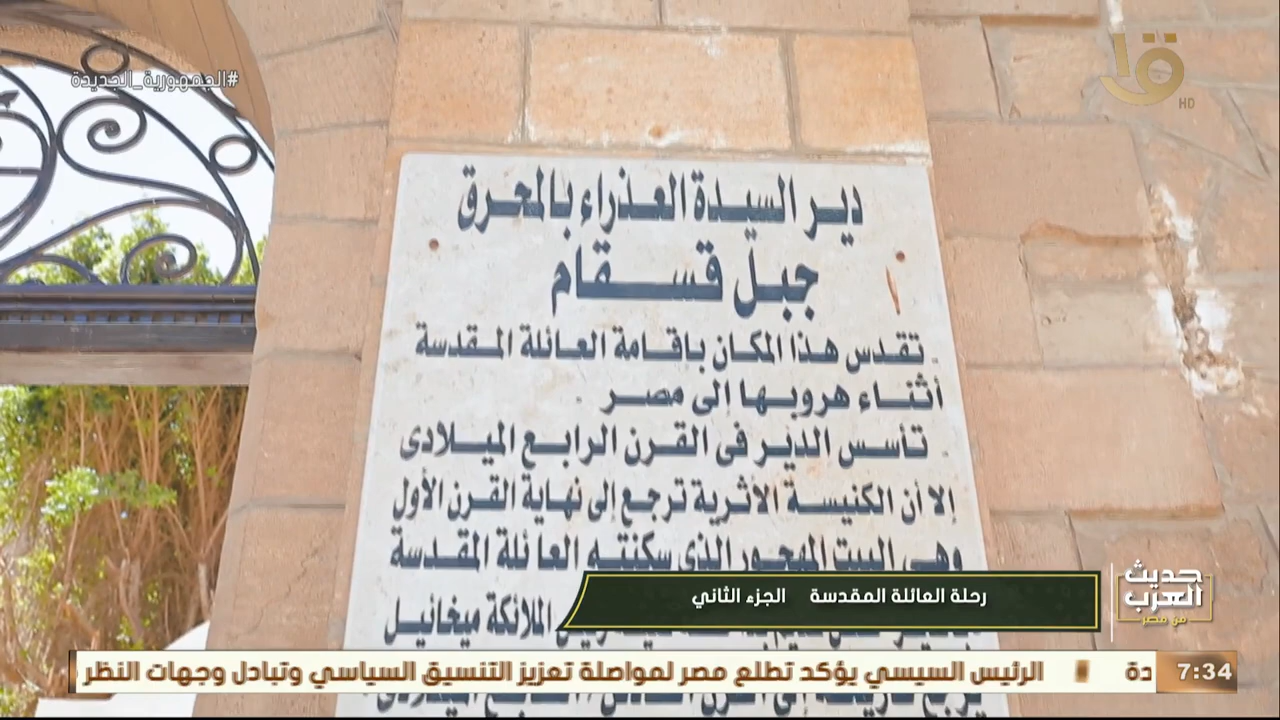 #الجمهورية_الجديدة
HD
دير السيدة العذراء بالمحرق
جبل قسقام
- تقدس هذا المكان باقامة العائلة المقدسة
أثناء هروبها إلى مصر .
- تأسس الدير فى القرن الرابع الميلادى
إلا أن الكنيسة الأثرية ترجع إلى نهاية القرن الأول
وهى البيت المهجور الذى سكنته العائلة المقدسة
الملائكة ميخائيل
رحلة العائلة المقدسة الجزء الثاني
حديث
العرب
من مصر
الرئيس السيسي يؤكد تطلع مصر لمواصلة تعزيز التنسيق السياسي وتبادل وجهات النظر
دة
7:34